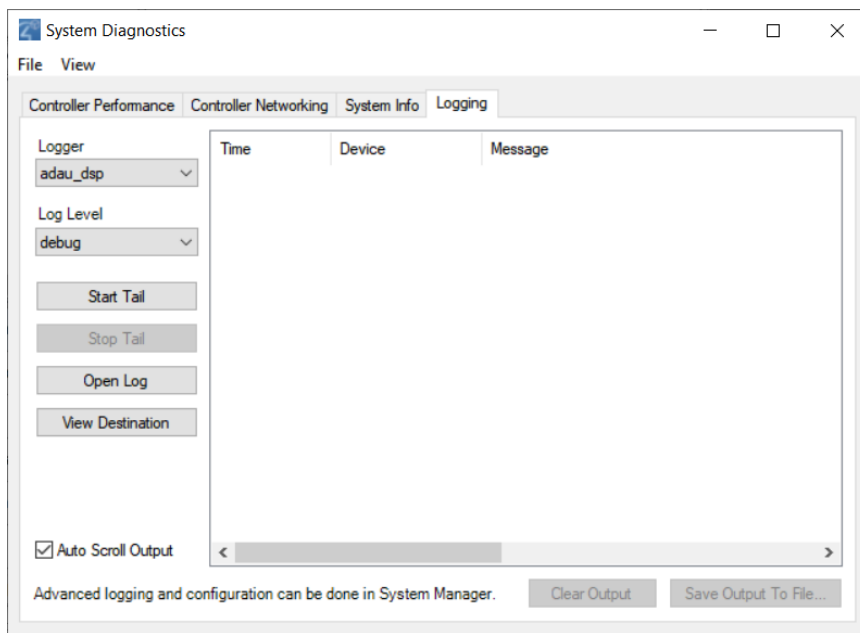 System Diagnostics
File View
Controller Performance Controller Networking System Info Logging
Logger
adau_dsp
Log Level
debug
Start Tail
Stop Tail
Open Log
View Destination
Auto Scroll Output
Time Device Message
Advanced logging and configuration can be done in System Manager.
Clear Output Save Output To File...